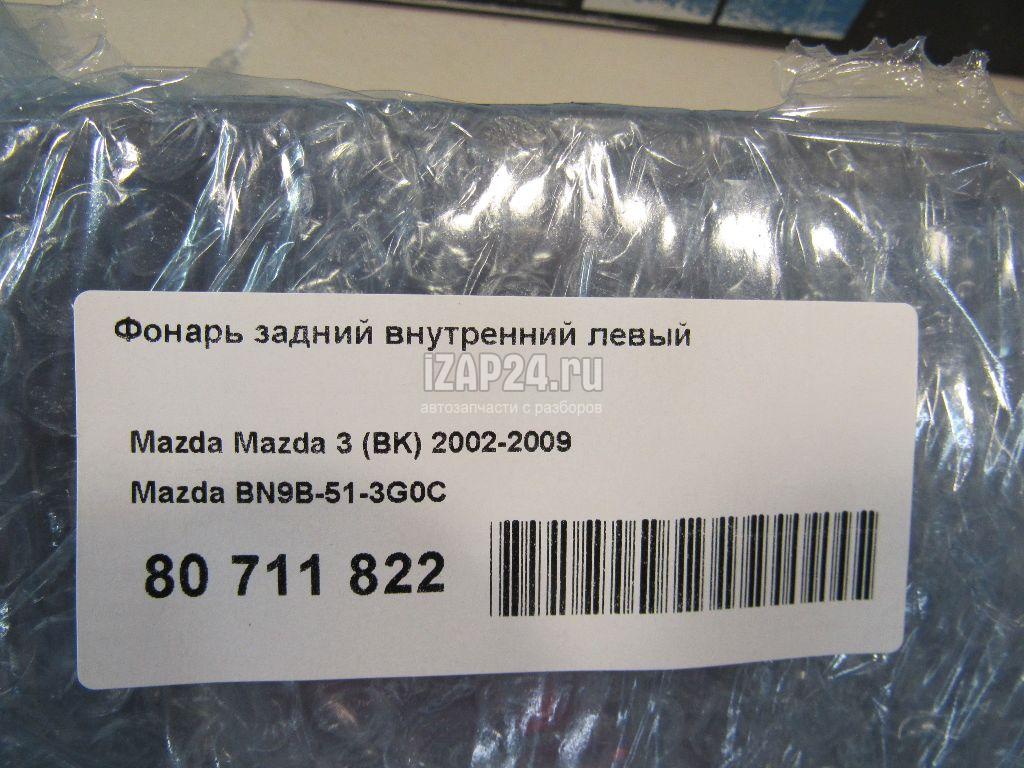 Фонарь задний внутренний левый
iZAP24.ru
автозапчасти с разборов
Mazda Mazda 3 (BK) 2002-2009
Mazda BN9B-51-3G0C
80 711 822